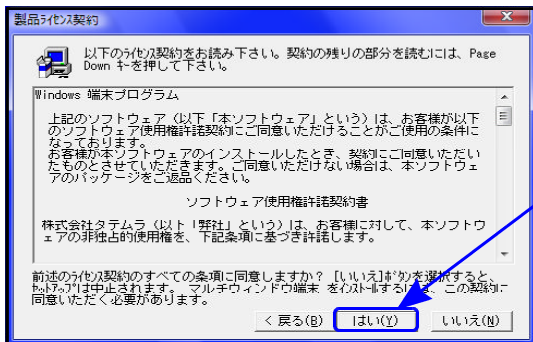 製品ライセンス契約
以下のライセンス契約をお読み下さい。契約の残りの部分を読むには、Page
Down キーを押して下さい。
Windows 端末プログラム
上記のソフトウェア（以下「本ソフトウェア」という）は、お客様が以下
のソフトウェア使用権許諾契約にご同意いただけることがご使用の条件に
なっております。
お客様が本ソフトウェアのインストールしたとき、契約にご同意いただい
たものとさせていただきます。ご同意いただけない場合は、本ソフトウェ
アのパッケージをご返品ください。
ソフトウェア使用権許諾契約書
株式会社タテムラ（以下「弊社」という）は、お客様に対して、本ソフトウ
ェアの非独占的使用権を、下記条項に基づき許諾します。
前述のライセンス契約のすべての条項に同意しますか？ [いいえ]ボタンを選択すると、
セットアップは中止されます。 マルチウィンドウ端末 をインストールするには、この契約に
同意いただく必要があります。
< 戻る(B)　はい(Y)　いいえ(N)